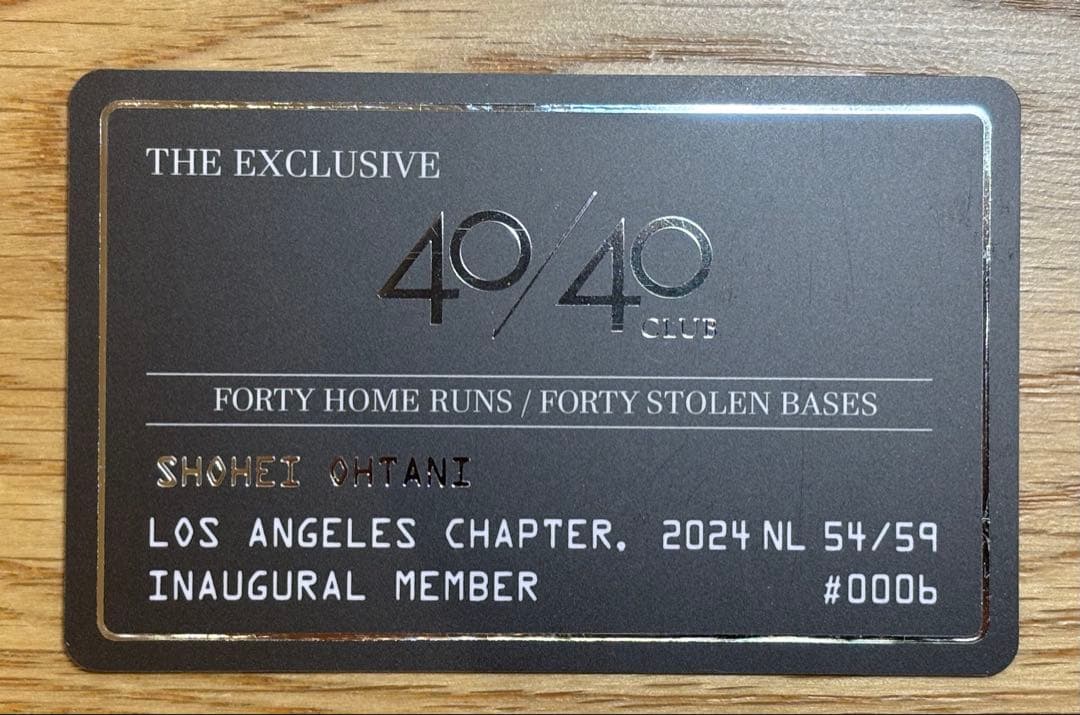 THE EXCLUSIVE
40/40
CLUB
FORTY HOME RUNS / FORTY STOLEN BASES
SHOHEI OHTANI
LOS ANGELES CHAPTER. 2024 NL 54/59
INAUGURAL MEMBER #0006